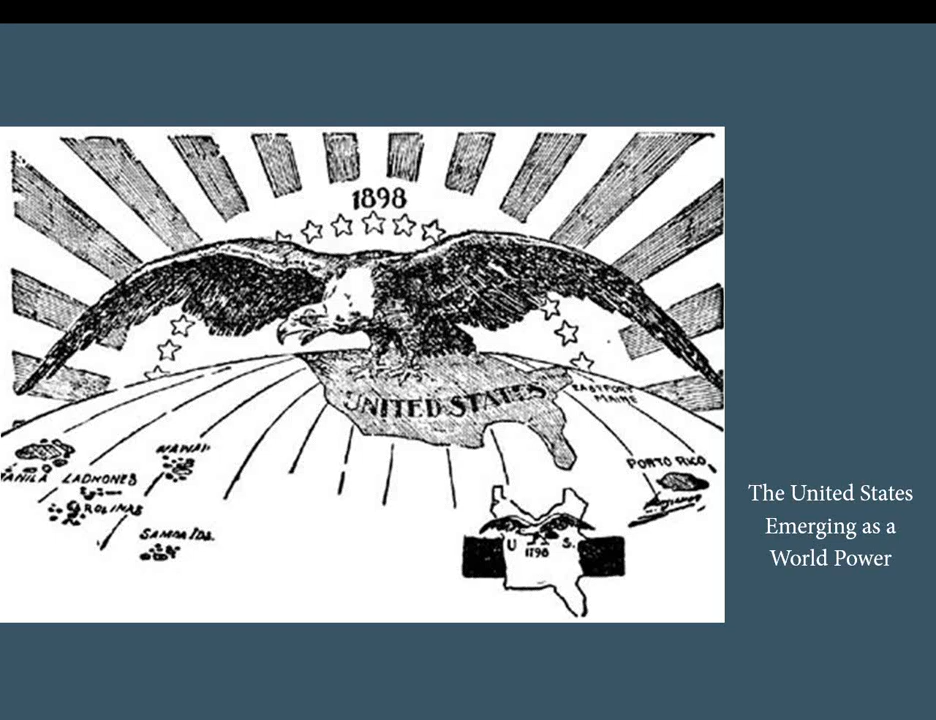 1898
UNITED STATES
EASTPORT
MAINE
HAWAII
PORTO RICO
MANILA LADRONES
CAROLINAS
SAMOA IDS.
U S.
1798
The United States
Emerging as a
World Power